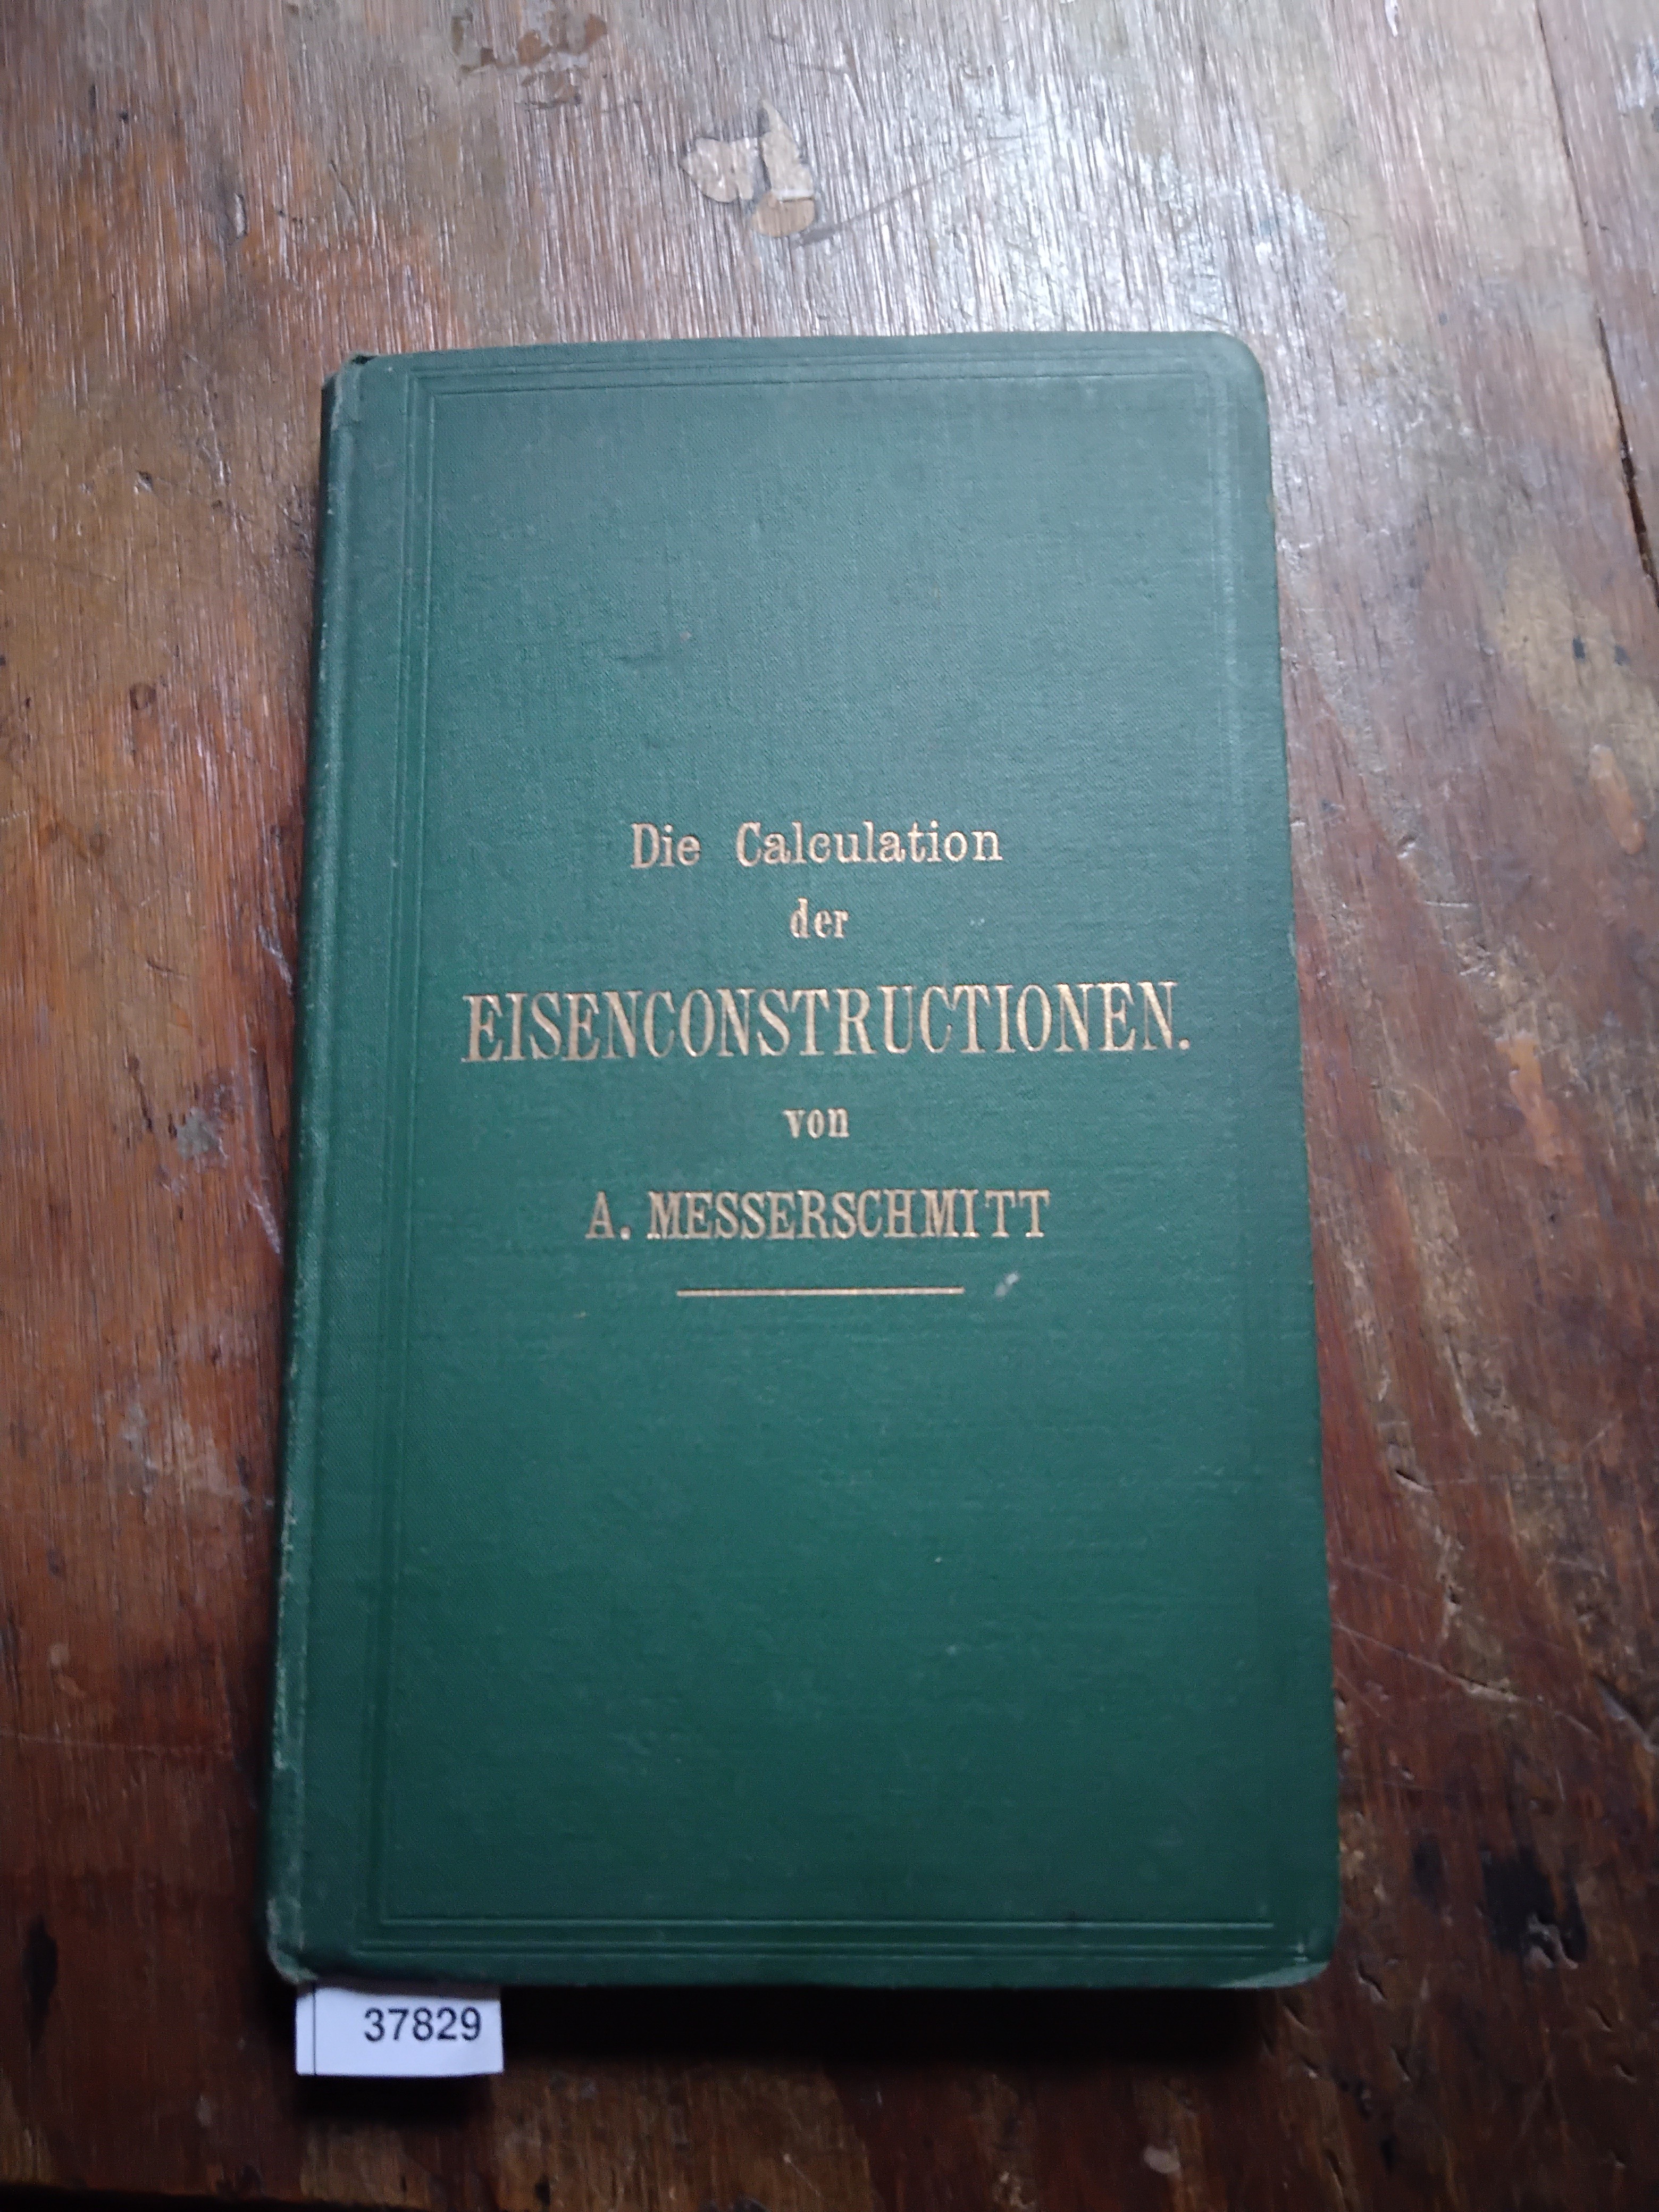 Die Calculation
der
EISENCONSTRUCTIONEN.
von
A. MESSERSCHMITT
37829